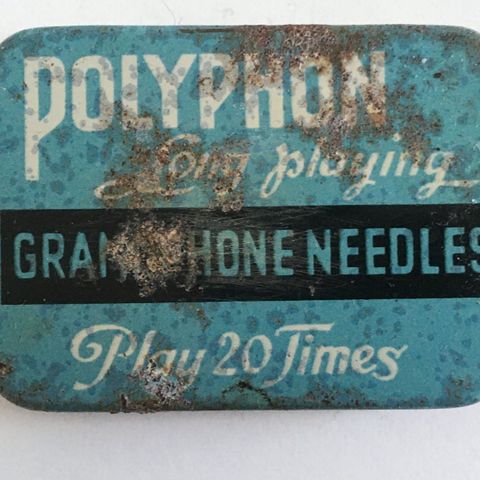 POLYPHON
Long playing
GRAMOPHONE NEEDLES
Play 20 Times